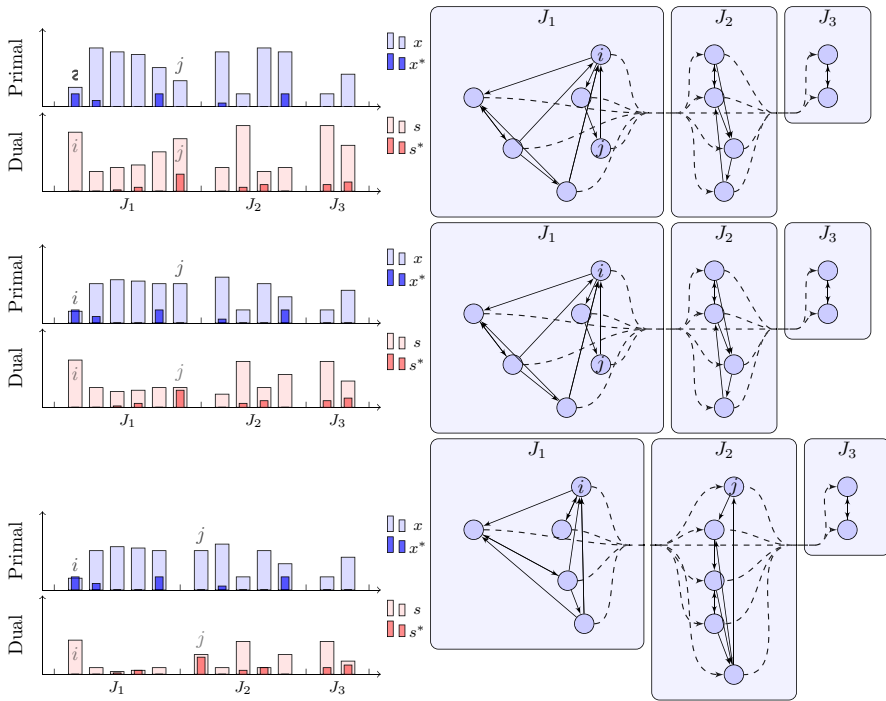 J₁ J₂ J₃
Primal
j
x
x*
i
Dual
i j
s
s*
j
J₁ J₂ J₃
J₁ J₂ J₃
Primal
i j
x
x*
i
Dual
i j
s
s*
j
J₁ J₂ J₃
J₁ J₂ J₃
Primal
i j
x
x*
i j
Dual
i j
s
s*
J₁ J₂ J₃